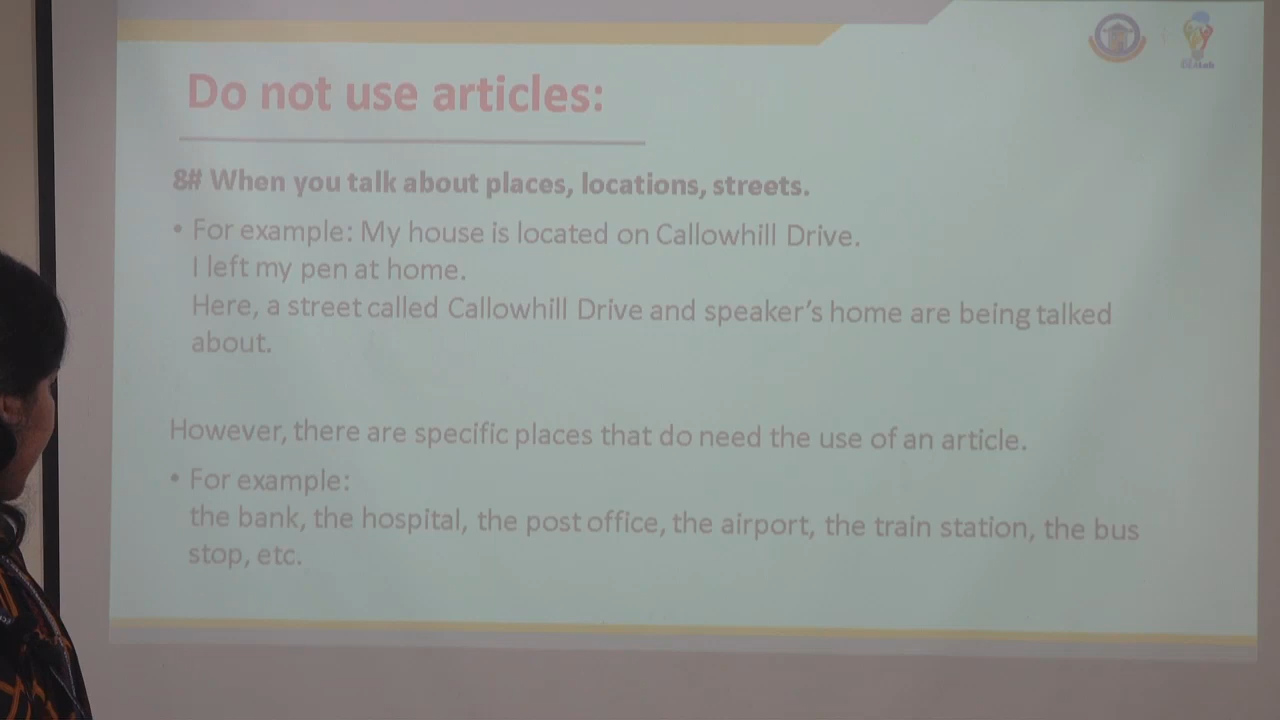 Do not use articles:
8# When you talk about places, locations, streets.
• For example: My house is located on Callowhill Drive.
I left my pen at home.
Here, a street called Callowhill Drive and speaker's home are being talked
about.
However, there are specific places that do need the use of an article.
• For example:
the bank, the hospital, the post office, the airport, the train station, the bus
stop, etc.